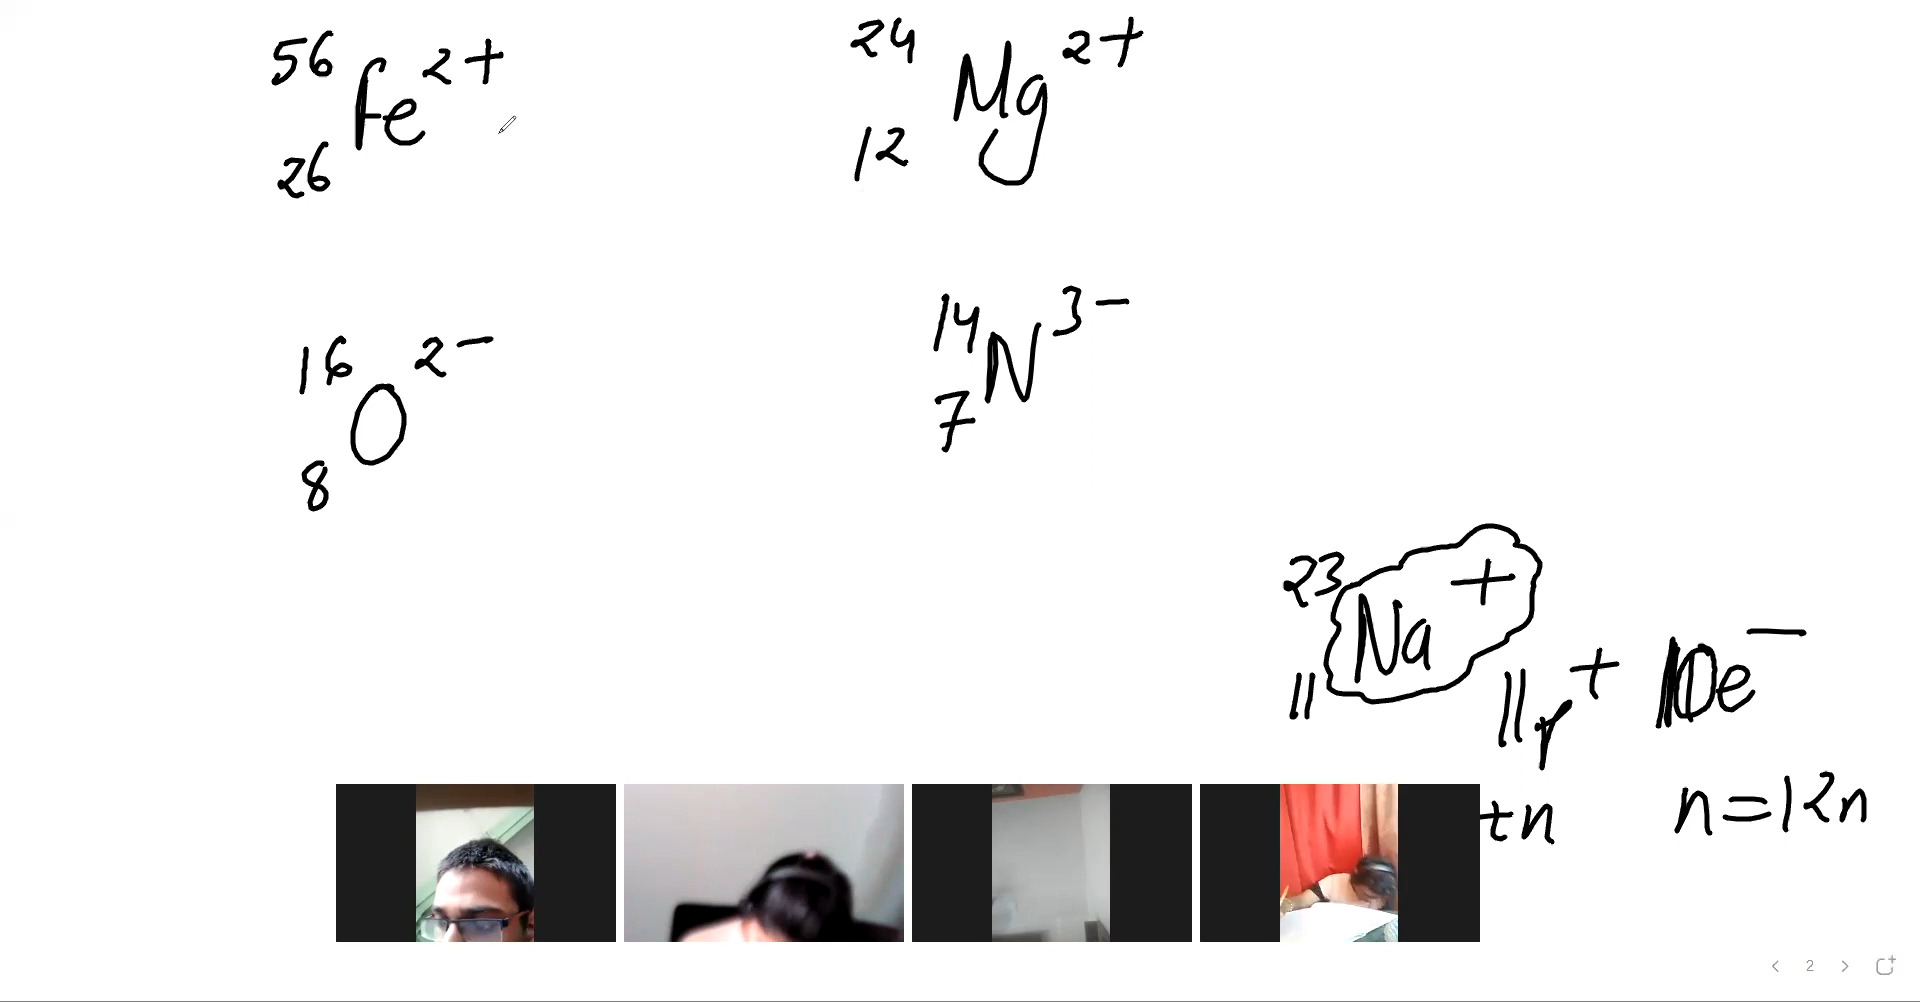 56 Fe 2+
26
24 Mg 2+
12
16 O 2-
8
14 N 3-
7
23 Na +
11
11p+ 10e-
+n n=12n
2